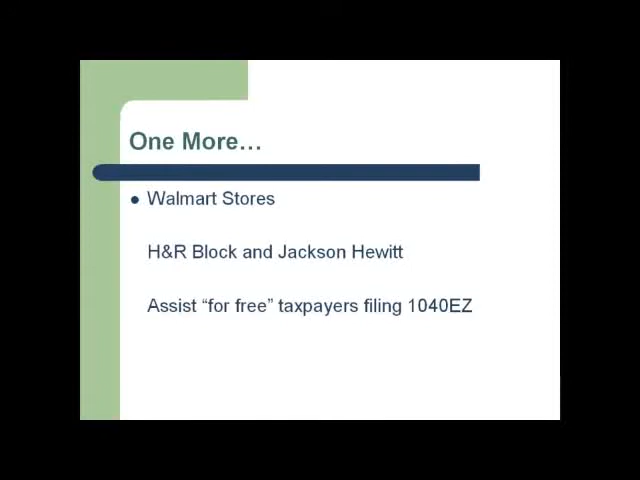 One More…
Walmart Stores
H&R Block and Jackson Hewitt
Assist “for free” taxpayers filing 1040EZ